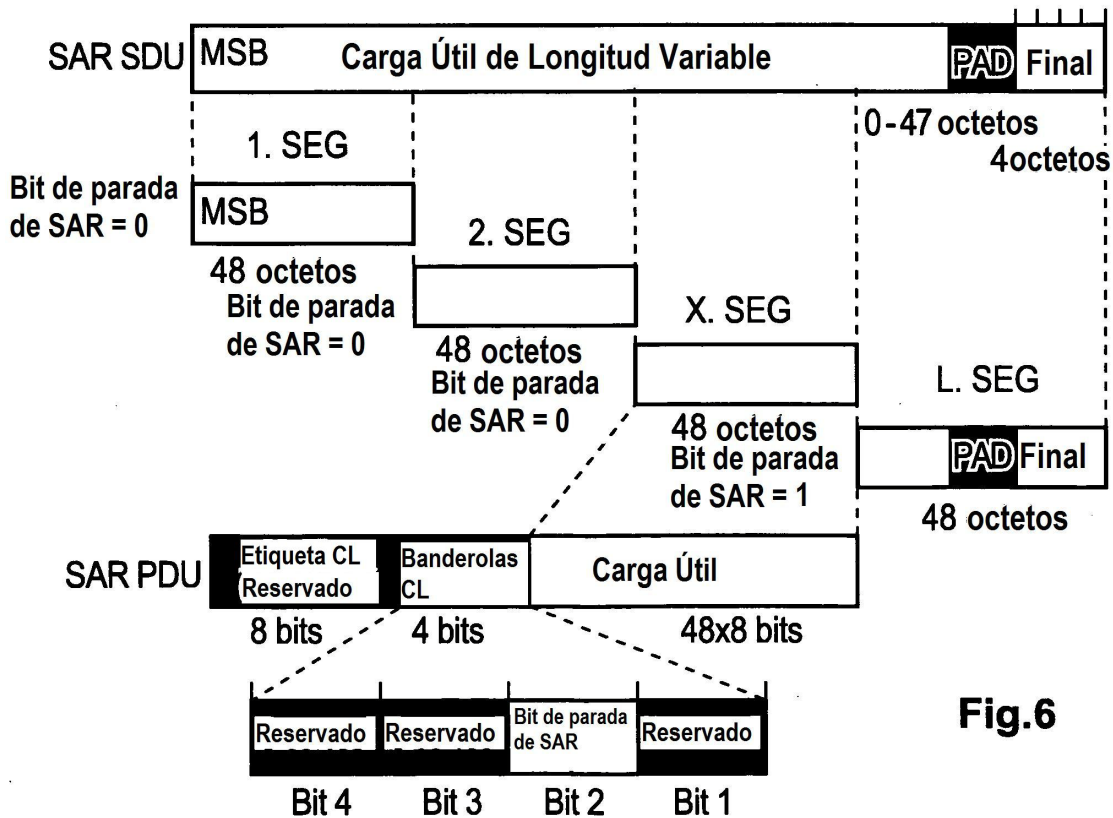 SAR SDU MSB Carga Útil de Longitud Variable PAD Final
0-47 octetos
4octetos
1. SEG
Bit de parada
de SAR = 0
MSB
48 octetos
2. SEG
Bit de parada
de SAR = 0
48 octetos
X. SEG
Bit de parada
de SAR = 0
48 octetos
L. SEG
Bit de parada
de SAR = 1
PAD Final
48 octetos
SAR PDU
Etiqueta CL
Reservado
Banderolas
CL
Carga Útil
8 bits 4 bits 48x8 bits
Reservado Reservado
Bit de parada
de SAR
Reservado
Bit 4 Bit 3 Bit 2 Bit 1
Fig.6